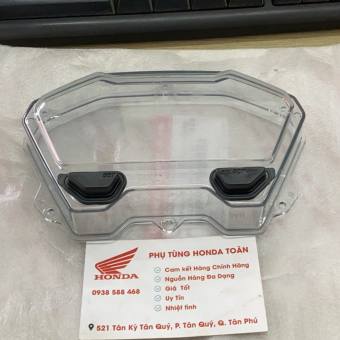 PHỤ TÙNG HONDA TOÀN
Cam kết Hàng Chính Hãng
Nguồn Hàng Đa Dạng
Giá Tốt
Uy Tín
Nhiệt tình
HONDA
0938 588 468
521 Tân Kỳ Tân Quý, P. Tân Quý, Q. Tân Phú